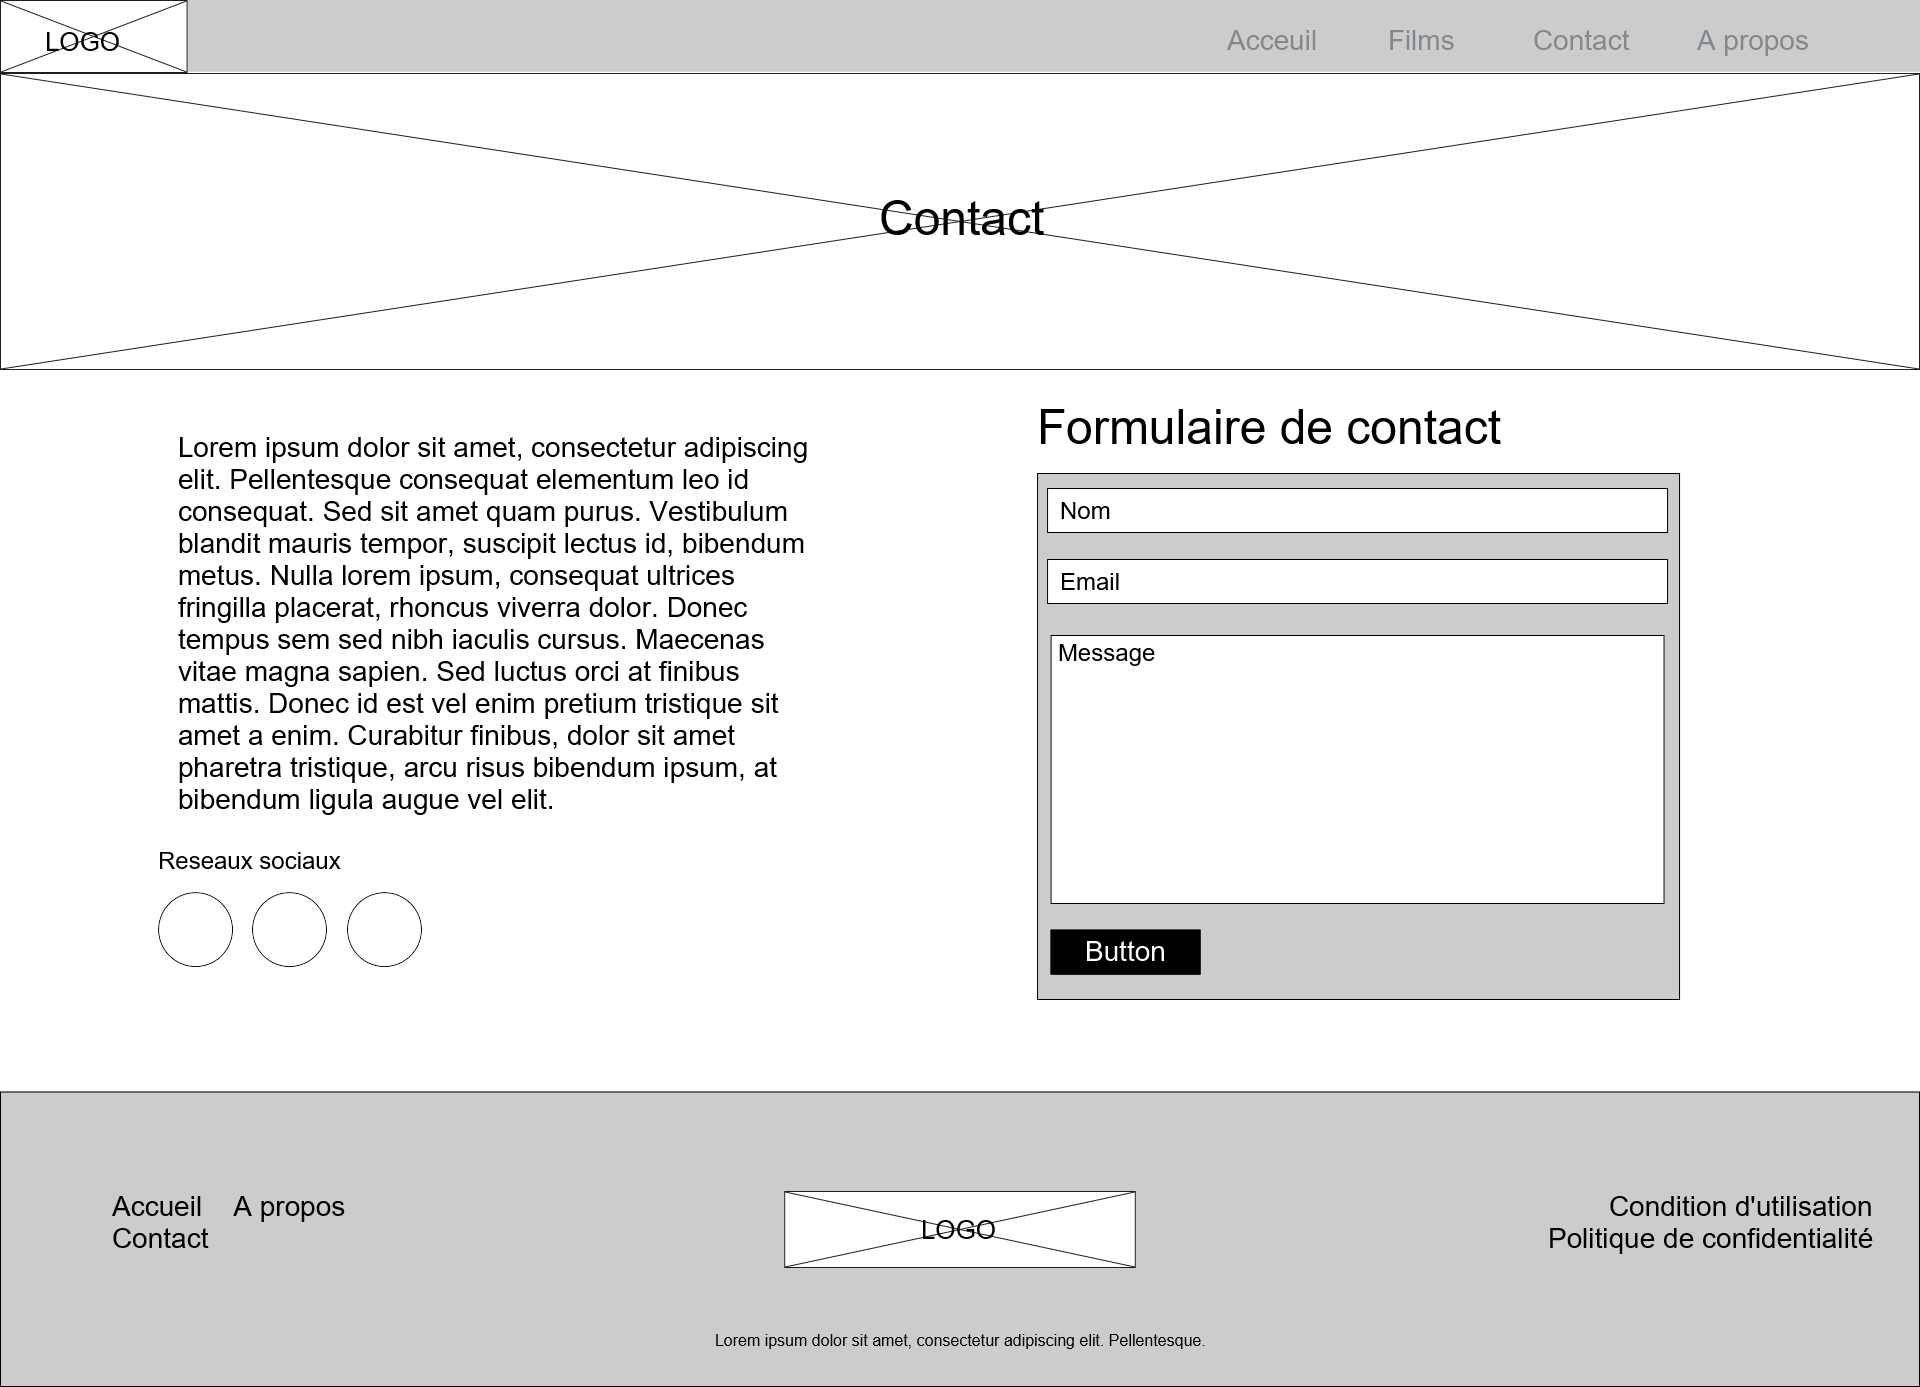 LOGO
Acceuil Films Contact A propos
Contact
Lorem ipsum dolor sit amet, consectetur adipiscing
elit. Pellentesque consequat elementum leo id
consequat. Sed sit amet quam purus. Vestibulum
blandit mauris tempor, suscipit lectus id, bibendum
metus. Nulla lorem ipsum, consequat ultrices
fringilla placerat, rhoncus viverra dolor. Donec
tempus sem sed nibh iaculis cursus. Maecenas
vitae magna sapien. Sed luctus orci at finibus
mattis. Donec id est vel enim pretium tristique sit
amet a enim. Curabitur finibus, dolor sit amet
pharetra tristique, arcu risus bibendum ipsum, at
bibendum ligula augue vel elit.
Reseaux sociaux
Formulaire de contact
Nom
Email
Message
Button
Accueil A propos
Contact
LOGO
Condition d'utilisation
Politique de confidentialité
Lorem ipsum dolor sit amet, consectetur adipiscing elit. Pellentesque.